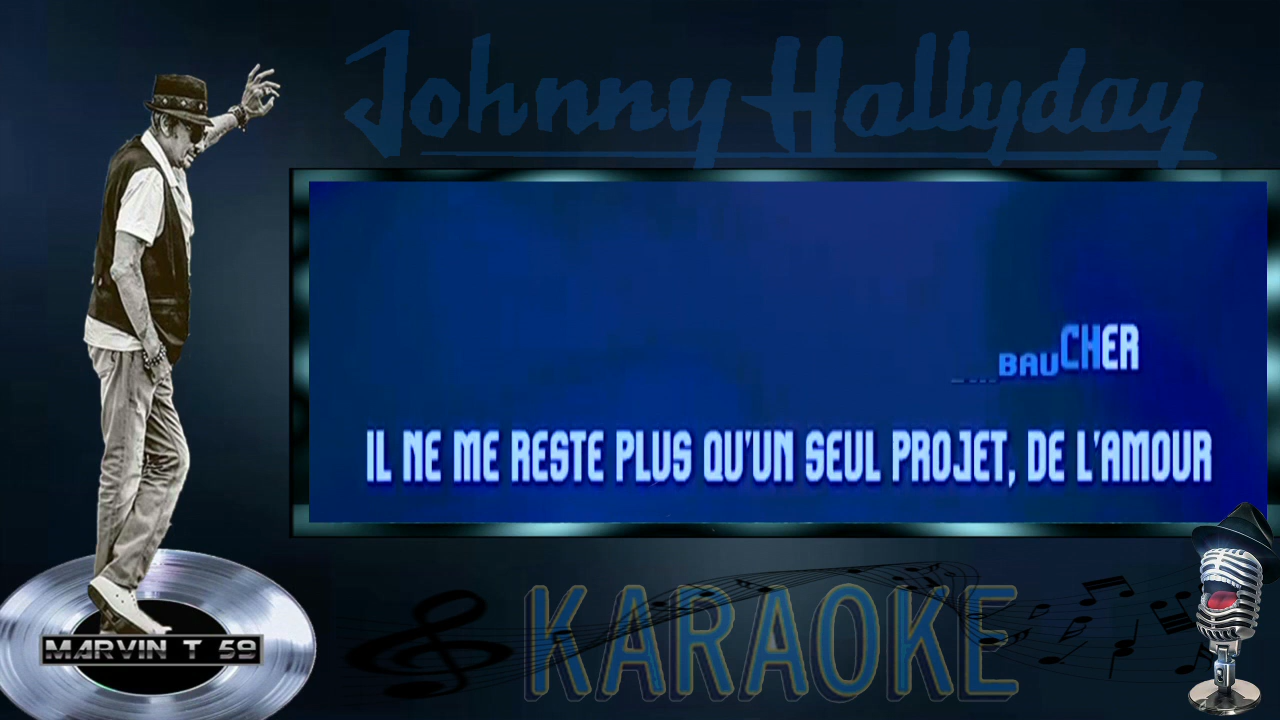 Johnny Hallyday
BAUCHER
IL NE ME RESTE PLUS QU'UN SEUL PROJET, DE L'AMOUR
KARAOKE
MARVIN T 59